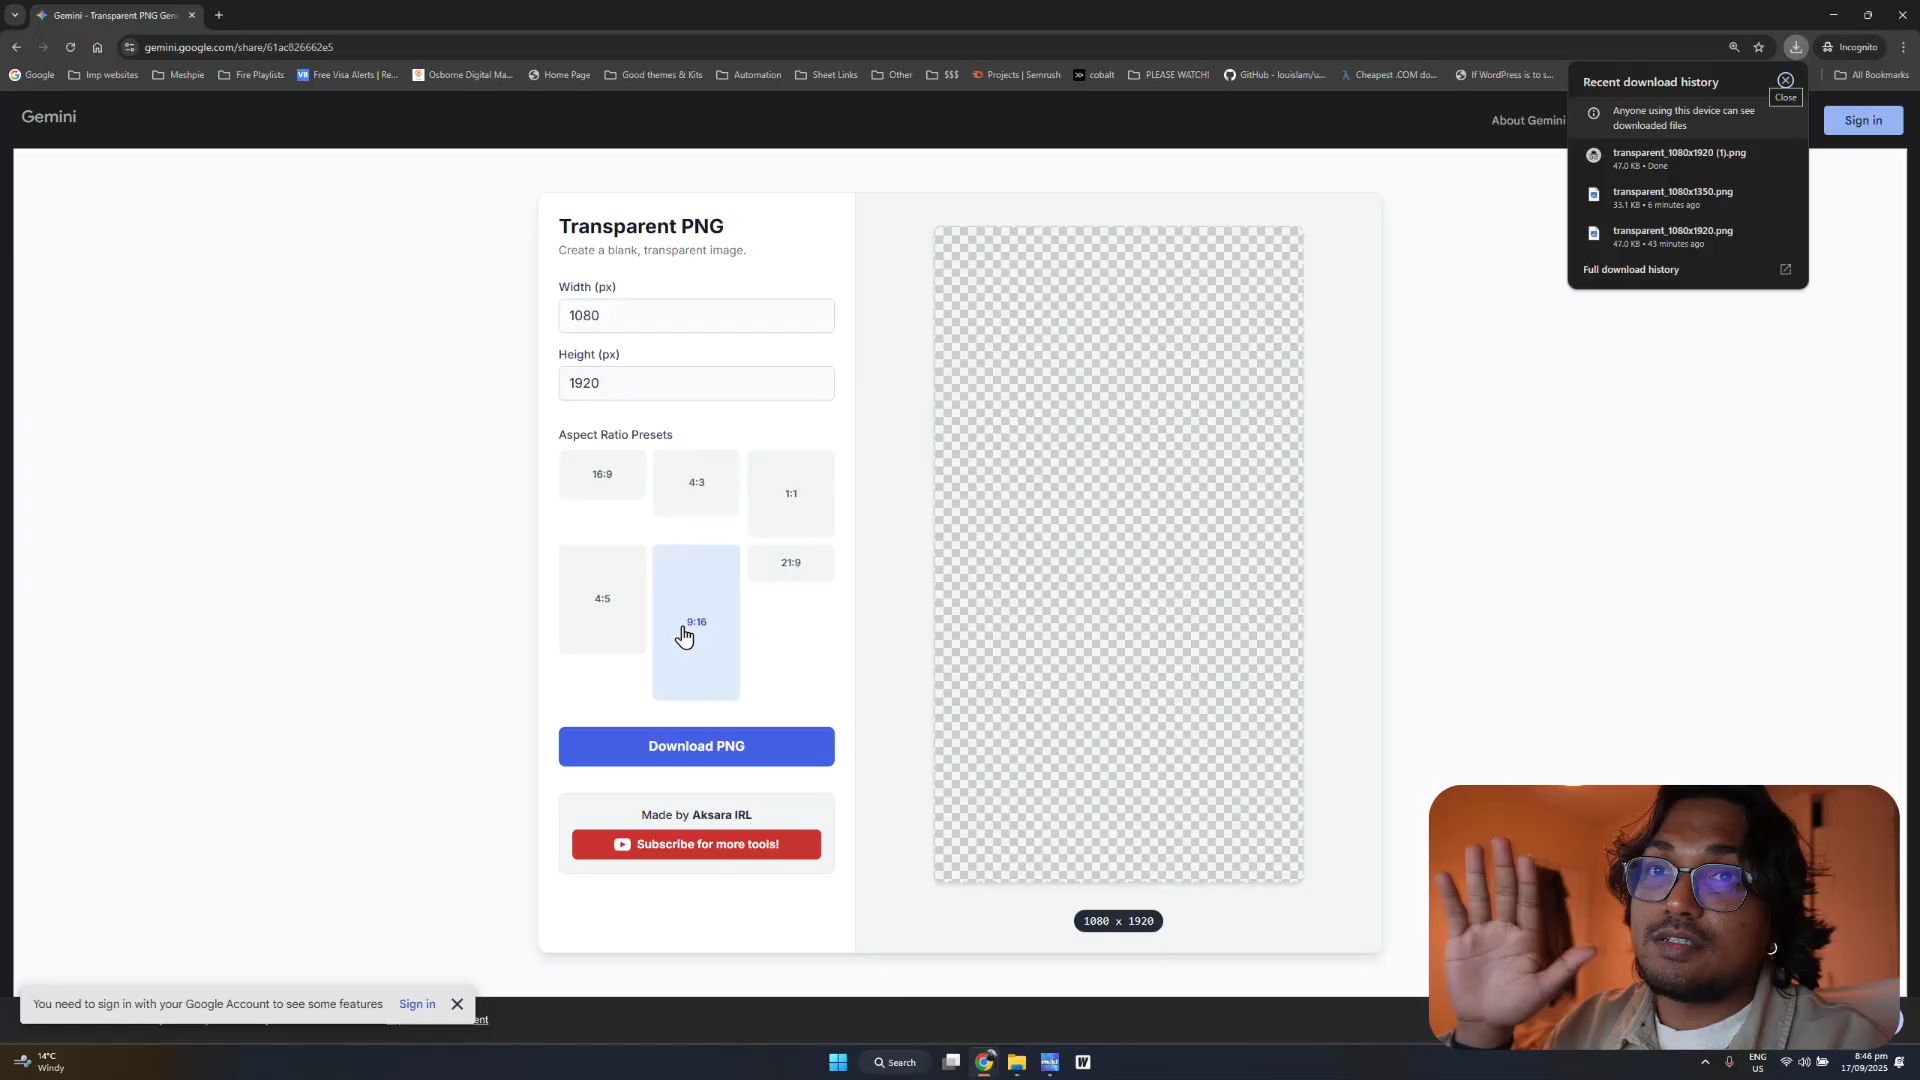 Gemini - Transparent PNG Gen
gemini.google.com/share/61ac826662e5
Incognito
Google
Imp websites
Meshpie
Fire Playlists
Free Visa Alerts | Re...
Osborne Digital Ma...
Home Page
Good themes & Kits
Automation
Sheet Links
Other
$$$
Projects | Semrush
cobalt
PLEASE WATCH!
GitHub - louislam/u...
Cheapest .COM do...
If WordPress is to s...
All Bookmarks
Gemini
About Gemini
Sign in
Recent download history
Close
Anyone using this device can see
downloaded files
transparent_1080x1920 (1).png
47.0 KB • Done
transparent_1080x1350.png
33.1 KB • 6 minutes ago
transparent_1080x1920.png
47.0 KB • 43 minutes ago
Full download history
Transparent PNG
Create a blank, transparent image.
Width (px)
1080
Height (px)
1920
Aspect Ratio Presets
16:9
4:3
1:1
4:5
9:16
21:9
Download PNG
Made by Aksara IRL
Subscribe for more tools!
1080 x 1920
You need to sign in with your Google Account to see some features
Sign in
14°C
Windy
Search
W
ENG
US
8:46 pm
17/09/2025